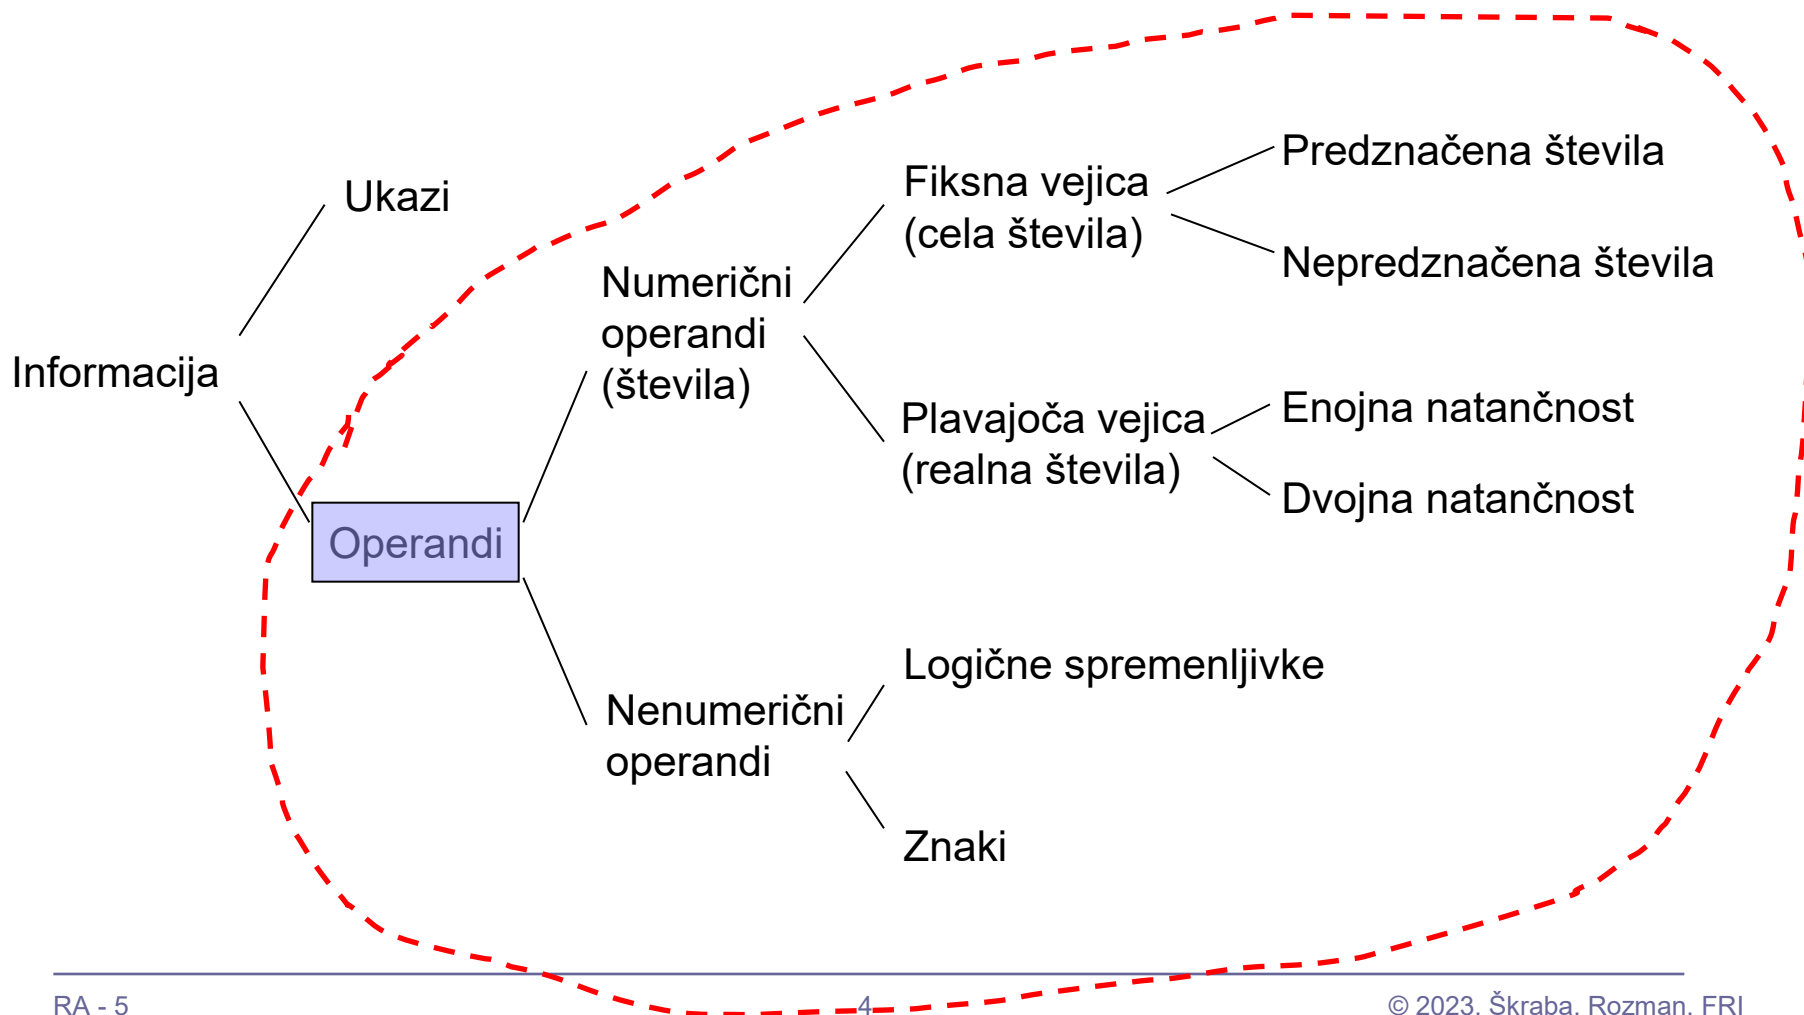 Informacija
Ukazi
Operandi
Numerični
operandi
(števila)
Fiksna vejica
(cela števila)
Predznačena števila
Nepredznačena števila
Plavajoča vejica
(realna števila)
Enojna natančnost
Dvojna natančnost
Nenumerični
operandi
Logične spremenljivke
Znaki
RA - 5
4
© 2023, Škraba, Rozman, FRI